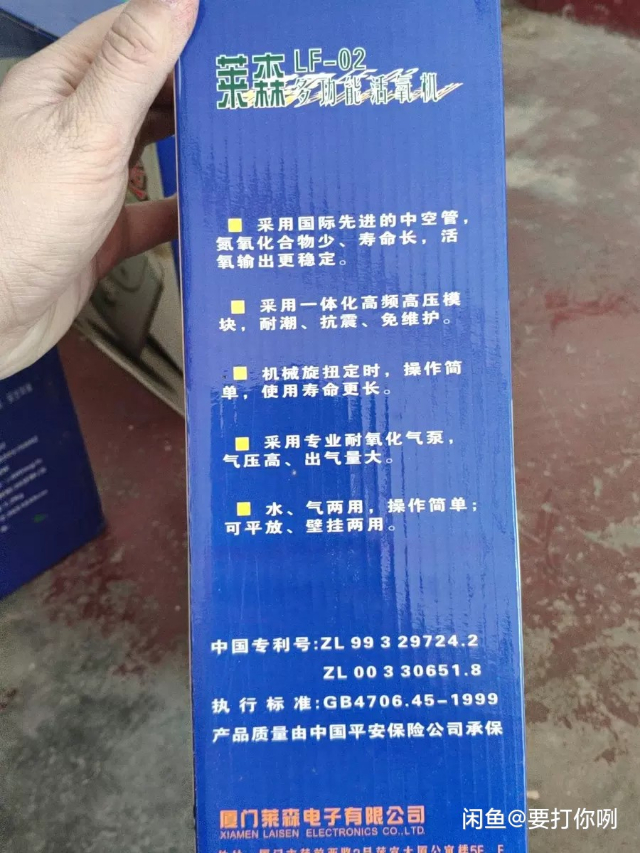 莱森 LF-02
多功能活氧机
■ 采用国际先进的中空管，
氮氧化合物少、寿命长，活
氧输出更稳定。
■ 采用一体化高频高压模
块，耐潮、抗震、免维护。
■ 机械旋扭定时，操作简
单，使用寿命更长。
■ 采用专业耐氧化气泵，
气压高、出气量大。
■ 水、气两用，操作简单；
可平放、壁挂两用。
中国专利号:ZL 99 3 29724.2
ZL 00 3 30651.8
执行标准:GB4706.45-1999
产品质量由中国平安保险公司承保
厦门莱森电子有限公司
XIAMEN LAISEN ELECTRONICS CO.,LTD
闲鱼@要打你咧